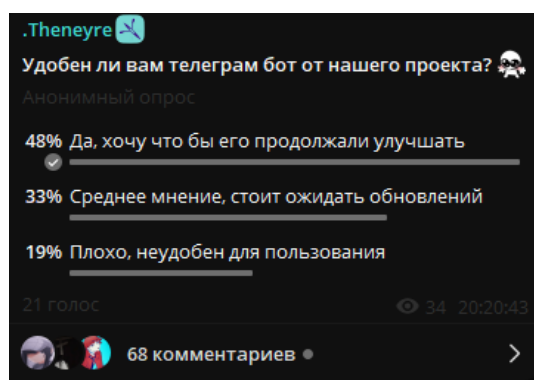 .Theneyre
Удобен ли вам телеграм бот от нашего проекта?
Анонимный опрос
48% Да, хочу что бы его продолжали улучшать
33% Среднее мнение, стоит ожидать обновлений
19% Плохо, неудобен для пользования
21 голос
34 20:20:43
68 комментариев